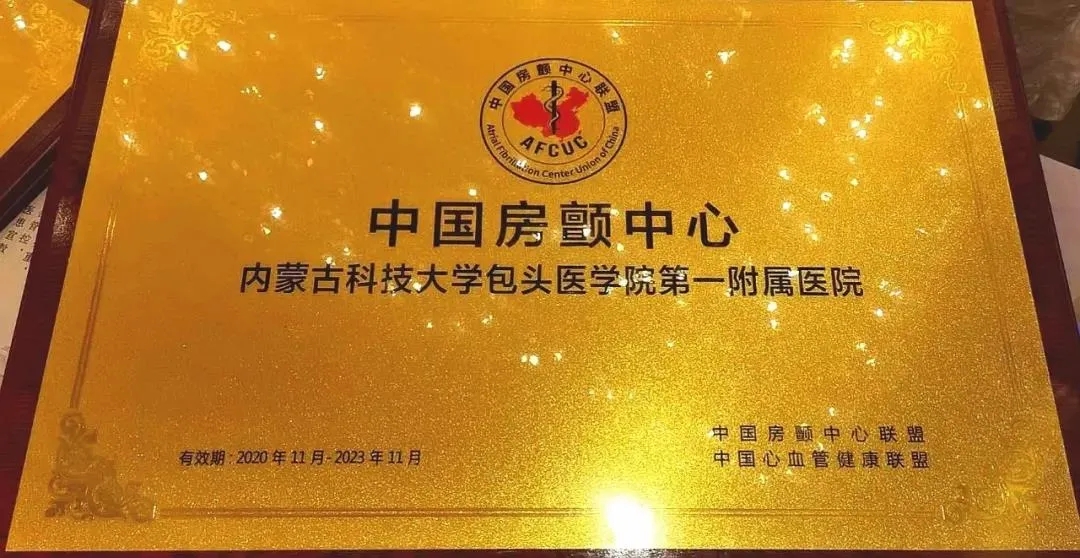 中国房颤中心联盟
AFCUC
Atrial Fibrillation Center Union of China
中国房颤中心
内蒙古科技大学包头医学院第一附属医院
有效期:2020年11月-2023年11月
中国房颤中心联盟
中国心血管健康联盟